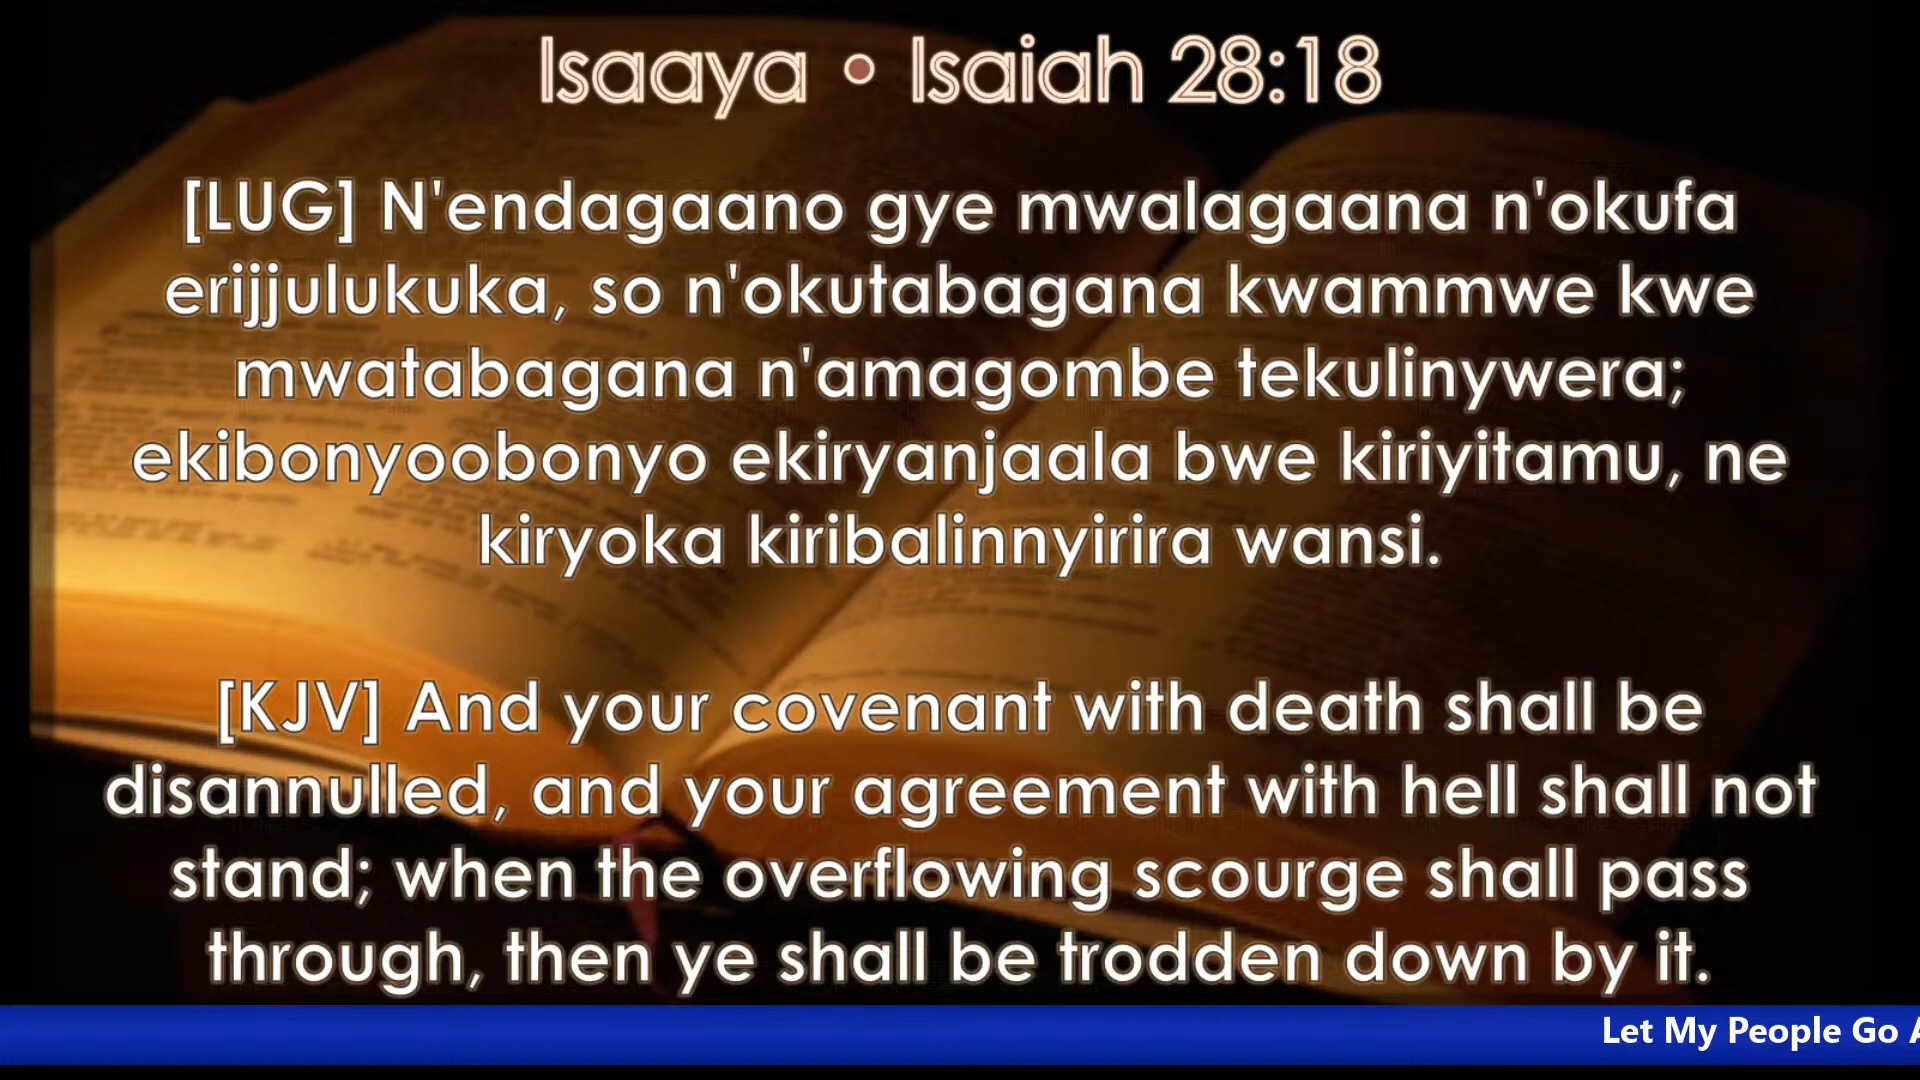 Isaaya • Isaiah 28:18
[LUG] N'endagaano gye mwalagaana n'okufa
erijjulukuka, so n'okutabagana kwammwe kwe
mwatabagana n'amagombe tekulinywera;
ekibonyoobonyo ekiryanjaala bwe kiriyitamu, ne
kiryoka kiribalinnyirira wansi.
[KJV] And your covenant with death shall be
disannulled, and your agreement with hell shall not
stand; when the overflowing scourge shall pass
through, then ye shall be trodden down by it.
Let My People Go